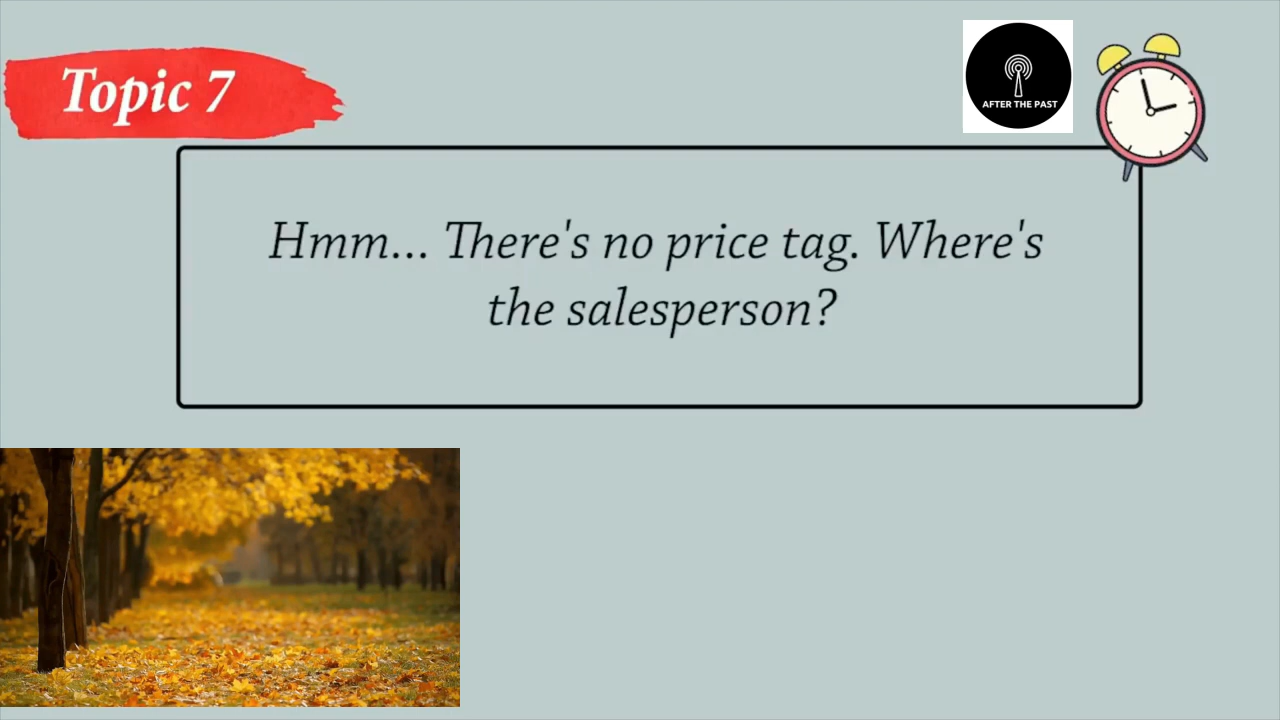 Topic 7
AFTER THE PAST
Hmm... There's no price tag. Where's
the salesperson?